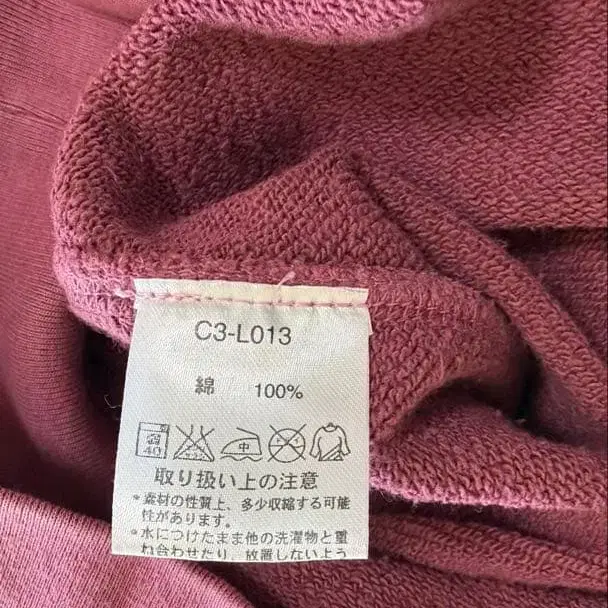 C3-L013
綿 100%
弱 40 中
取り扱い上の注意
*素材の性質上、多少収縮する可能
性があります。
*水につけたまま他の洗濯物と重
ね合わせたり、放置しないよう